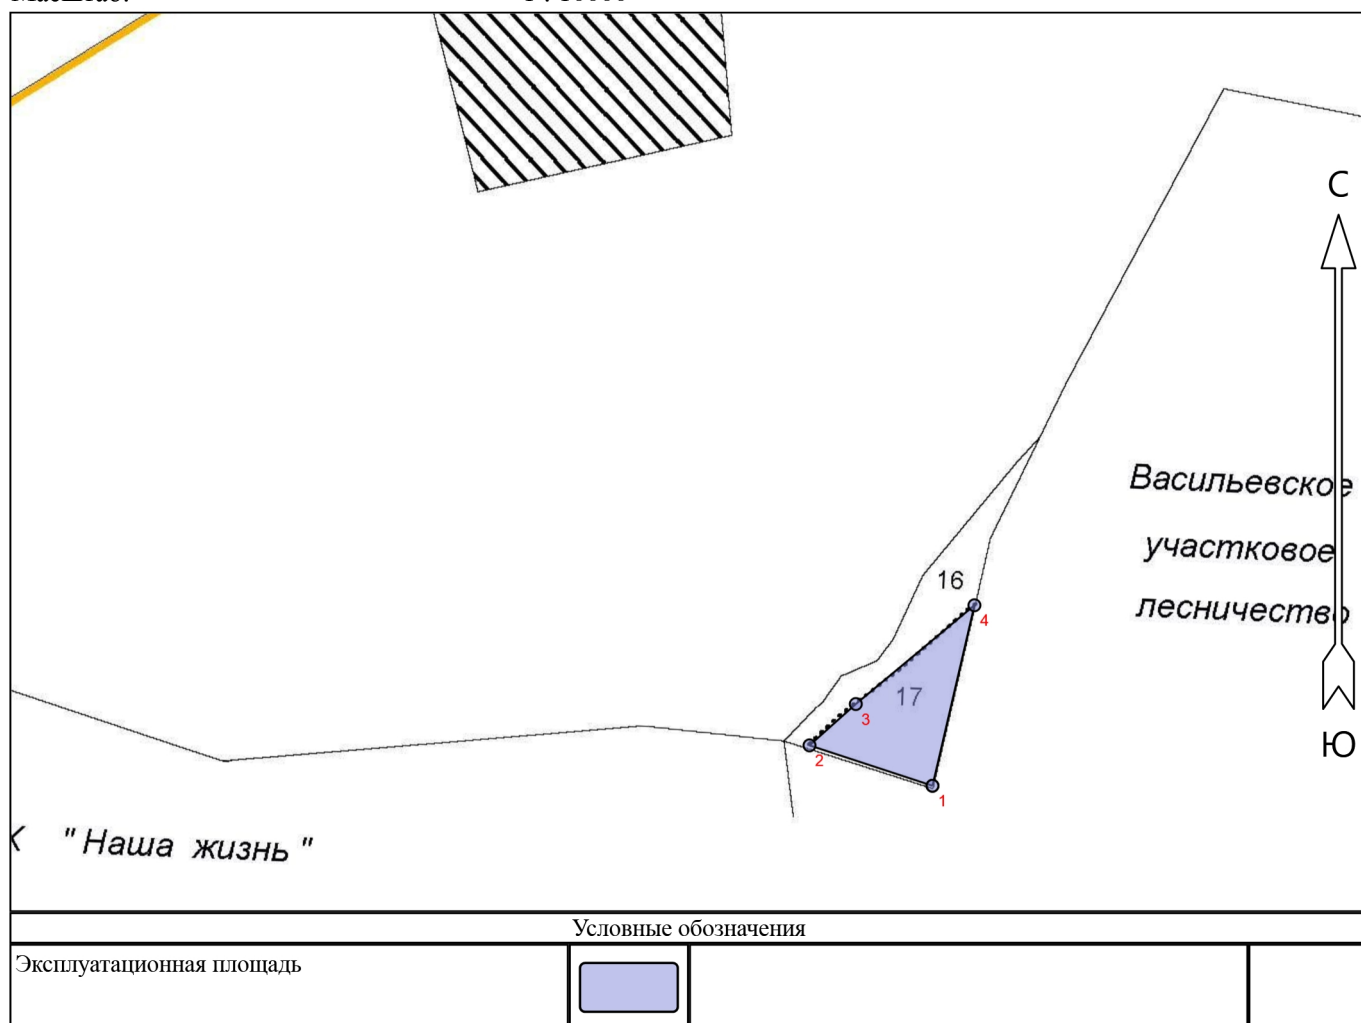 С
Васильевское
участковое
16
лесничество
4
17
3
2
Ю
1
К " Наша жизнь "
Условные обозначения
Эксплуатационная площадь